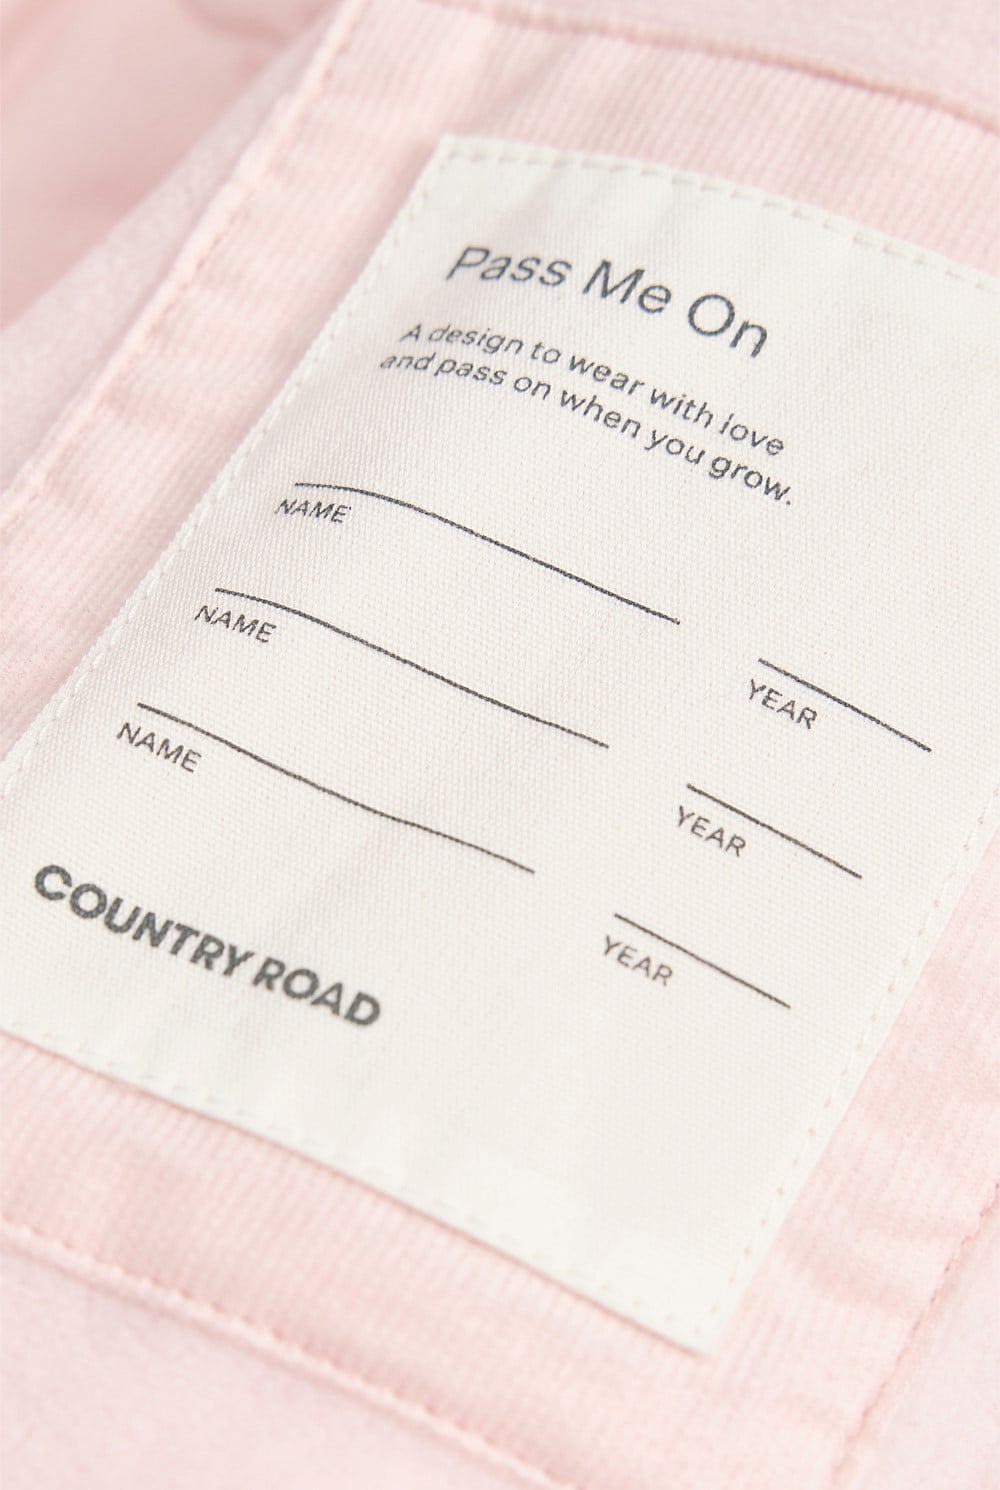 Pass Me On
A design to wear with love
and pass on when you grow.
NAME
YEAR
NAME
YEAR
NAME
YEAR
COUNTRY ROAD